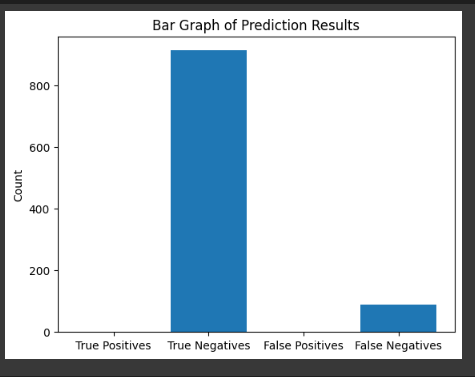 Bar Graph of Prediction Results
Count
800
600
400
200
0
True Positives True Negatives False Positives False Negatives